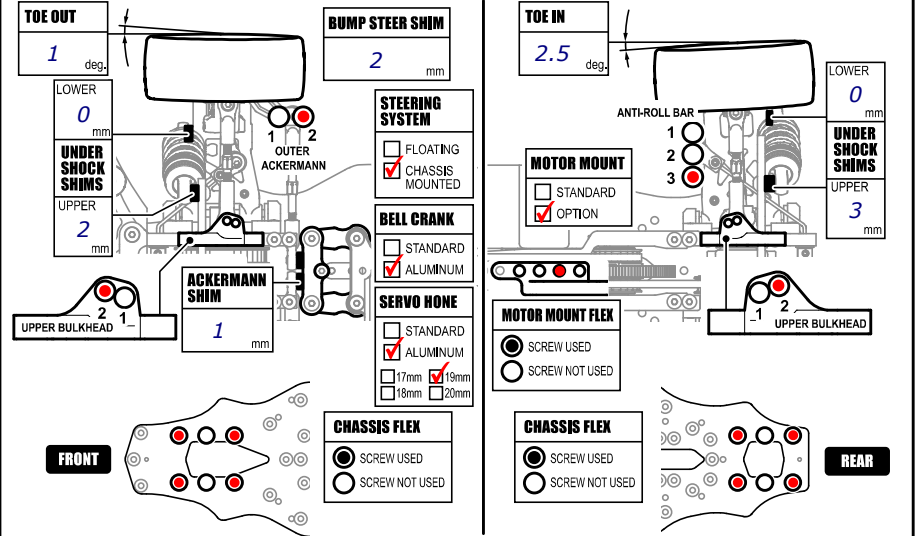 TOE OUT
1
deg.
BUMP STEER SHIM
2
mm
LOWER
0
mm
UNDER
SHOCK
SHIMS
UPPER
2
mm
1 2
OUTER
ACKERMANN
STEERING
SYSTEM
FLOATING
CHASSIS
MOUNTED
BELL CRANK
STANDARD
ALUMINUM
ACKERMANN
SHIM
1
mm
SERVO HONE
STANDARD
ALUMINUM
17mm 19mm
18mm 20mm
2 1
UPPER BULKHEAD
FRONT
CHASSIS FLEX
SCREW USED
SCREW NOT USED
TOE IN
2.5
deg.
ANTI-ROLL BAR
1
2
3
LOWER
0
mm
UNDER
SHOCK
SHIMS
UPPER
3
mm
MOTOR MOUNT
STANDARD
OPTION
MOTOR MOUNT FLEX
SCREW USED
SCREW NOT USED
1 2
UPPER BULKHEAD
CHASSIS FLEX
SCREW USED
SCREW NOT USED
REAR